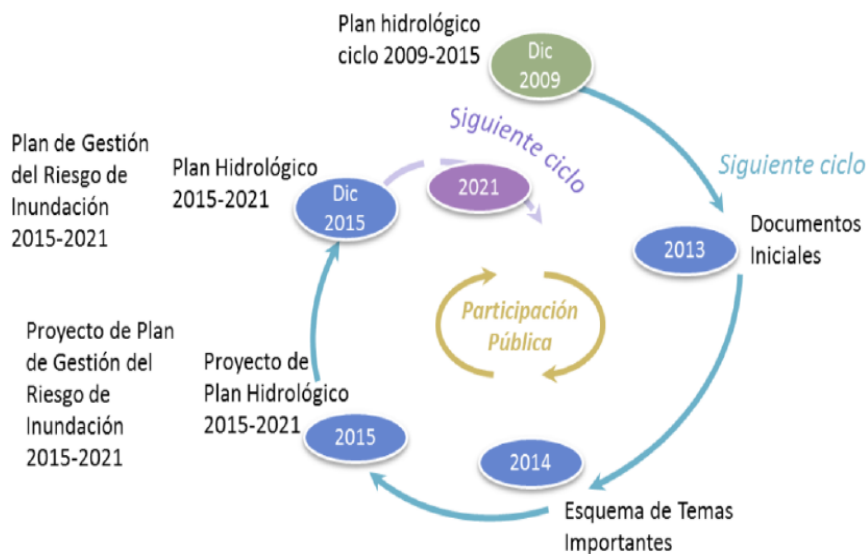 Plan hidrológico
ciclo 2009-2015
Dic
2009
Siguiente ciclo
Siguiente ciclo
Plan de Gestión
del Riesgo de
Inundación
2015-2021
Plan Hidrológico
2015-2021
Dic
2015
2021
2013
Documentos
Iniciales
Participación
Pública
Proyecto de Plan
de Gestión del
Riesgo de
Inundación
2015-2021
Proyecto de
Plan Hidrológico
2015-2021
2015
2014
Esquema de Temas
Importantes